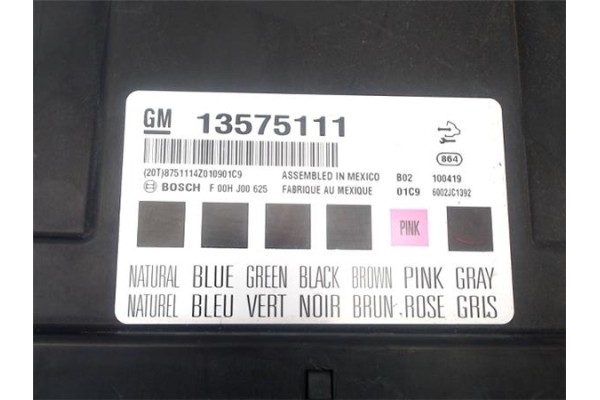 GM 13575111
864
(20T)8751114Z010901C9 ASSEMBLED IN MEXICO B02 100419
BOSCH F 00H J00 625 FABRIQUE AU MEXIQUE 01C9 6002JC1392
PINK
NATURAL BLUE GREEN BLACK BROWN PINK GRAY
NATUREL BLEU VERT NOIR BRUN ROSE GRIS